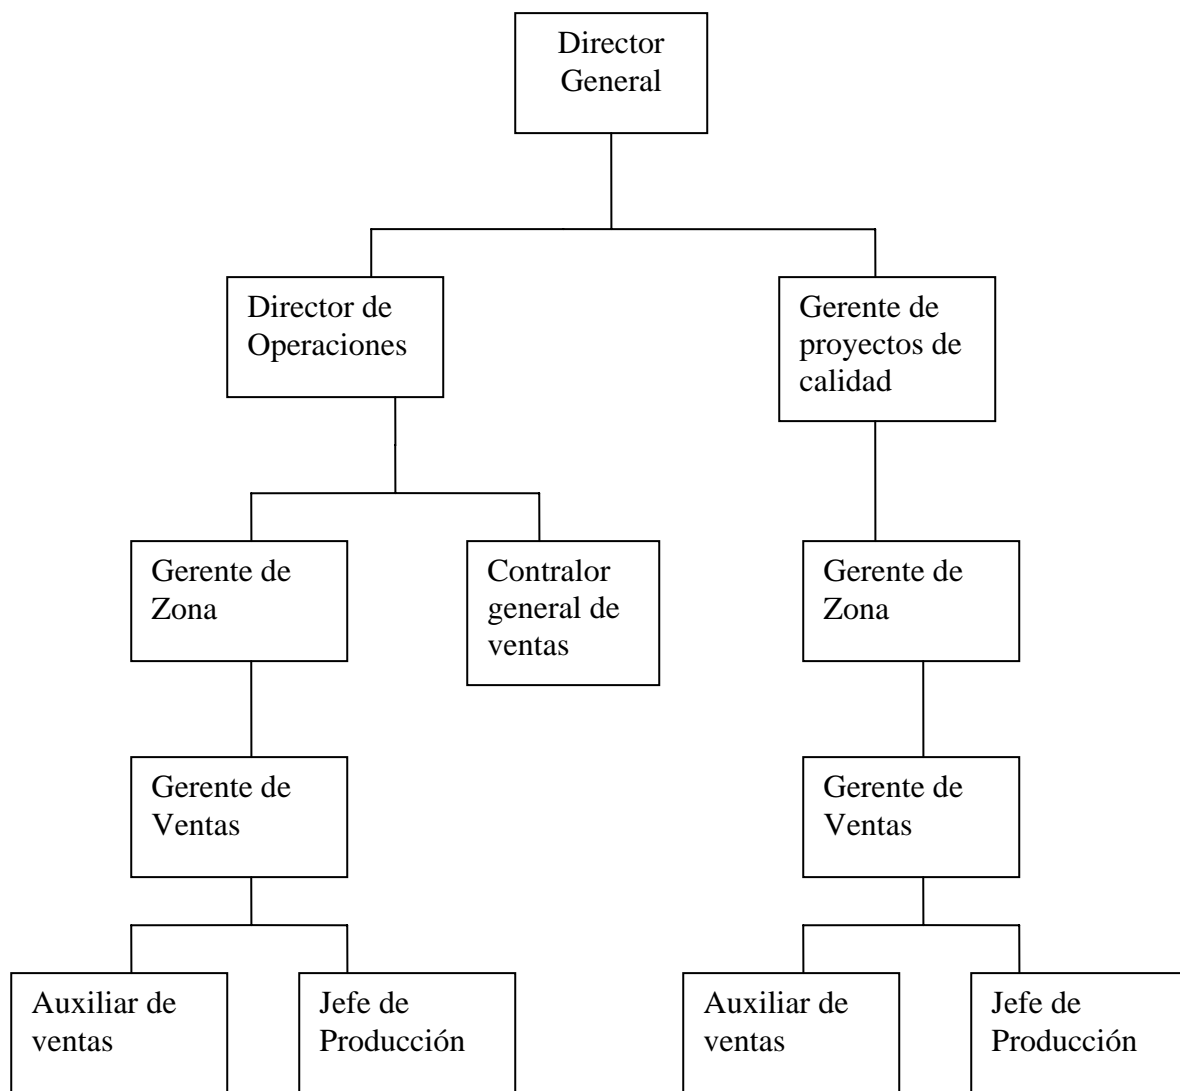 Director
General
Director de
Operaciones
Gerente de
proyectos de
calidad
Gerente de
Zona
Contralor
general de
ventas
Gerente de
Zona
Gerente de
Ventas
Gerente de
Ventas
Auxiliar de
ventas
Jefe de
Producción
Auxiliar de
ventas
Jefe de
Producción